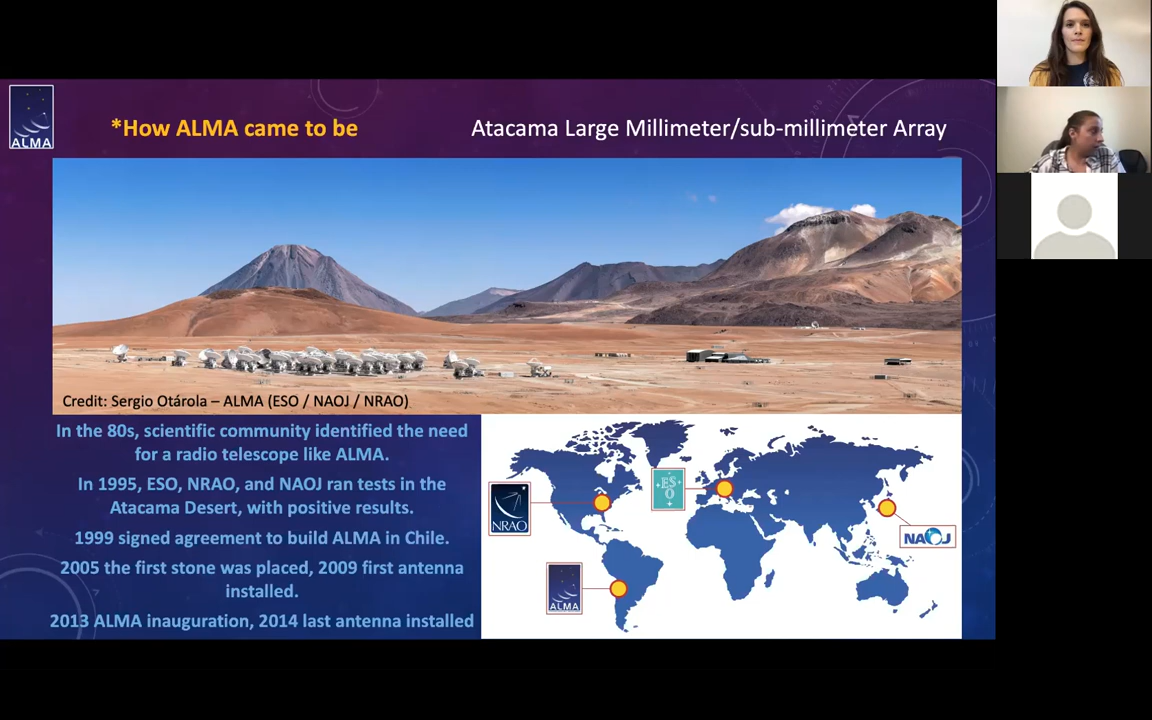 ALMA
*How ALMA came to be
Atacama Large Millimeter/sub-millimeter Array
Credit: Sergio Otárola – ALMA (ESO / NAOJ / NRAO)
In the 80s, scientific community identified the need
for a radio telescope like ALMA.
In 1995, ESO, NRAO, and NAOJ ran tests in the
Atacama Desert, with positive results.
1999 signed agreement to build ALMA in Chile.
2005 the first stone was placed, 2009 first antenna
installed.
2013 ALMA inauguration, 2014 last antenna installed
NRAO
ESO
NAOJ
ALMA